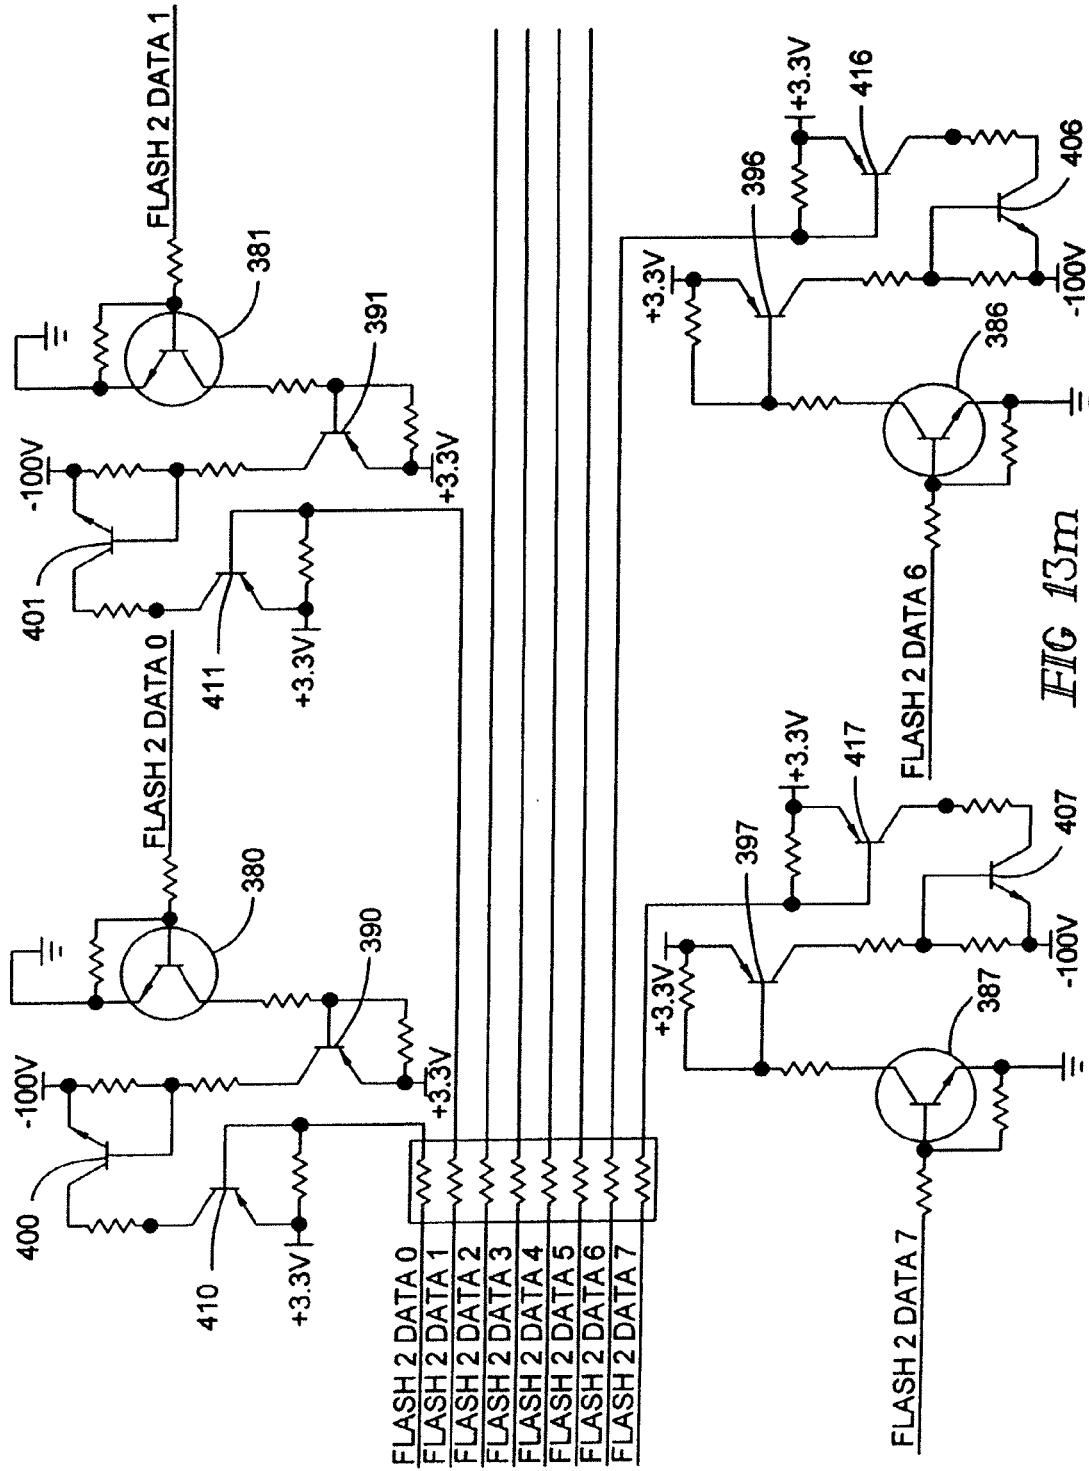 FLASH 2 DATA 1
381
391
-100V
401
+3.3V
411
+3.3V
FLASH 2 DATA 0
380
390
-100V
400
+3.3V
410
+3.3V
FLASH 2 DATA 0
FLASH 2 DATA 1
FLASH 2 DATA 2
FLASH 2 DATA 3
FLASH 2 DATA 4
FLASH 2 DATA 5
FLASH 2 DATA 6
FLASH 2 DATA 7
+3.3V
416
396
+3.3V
406
-100V
386
FLASH 2 DATA 6
+3.3V
417
397
+3.3V
407
-100V
387
FLASH 2 DATA 7
FIG 13m